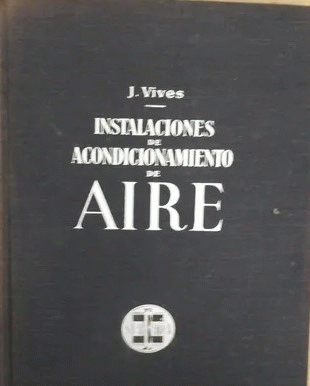 J. Vives
INSTALACIONES
DE
ACONDICIONAMIENTO
DE
AIRE